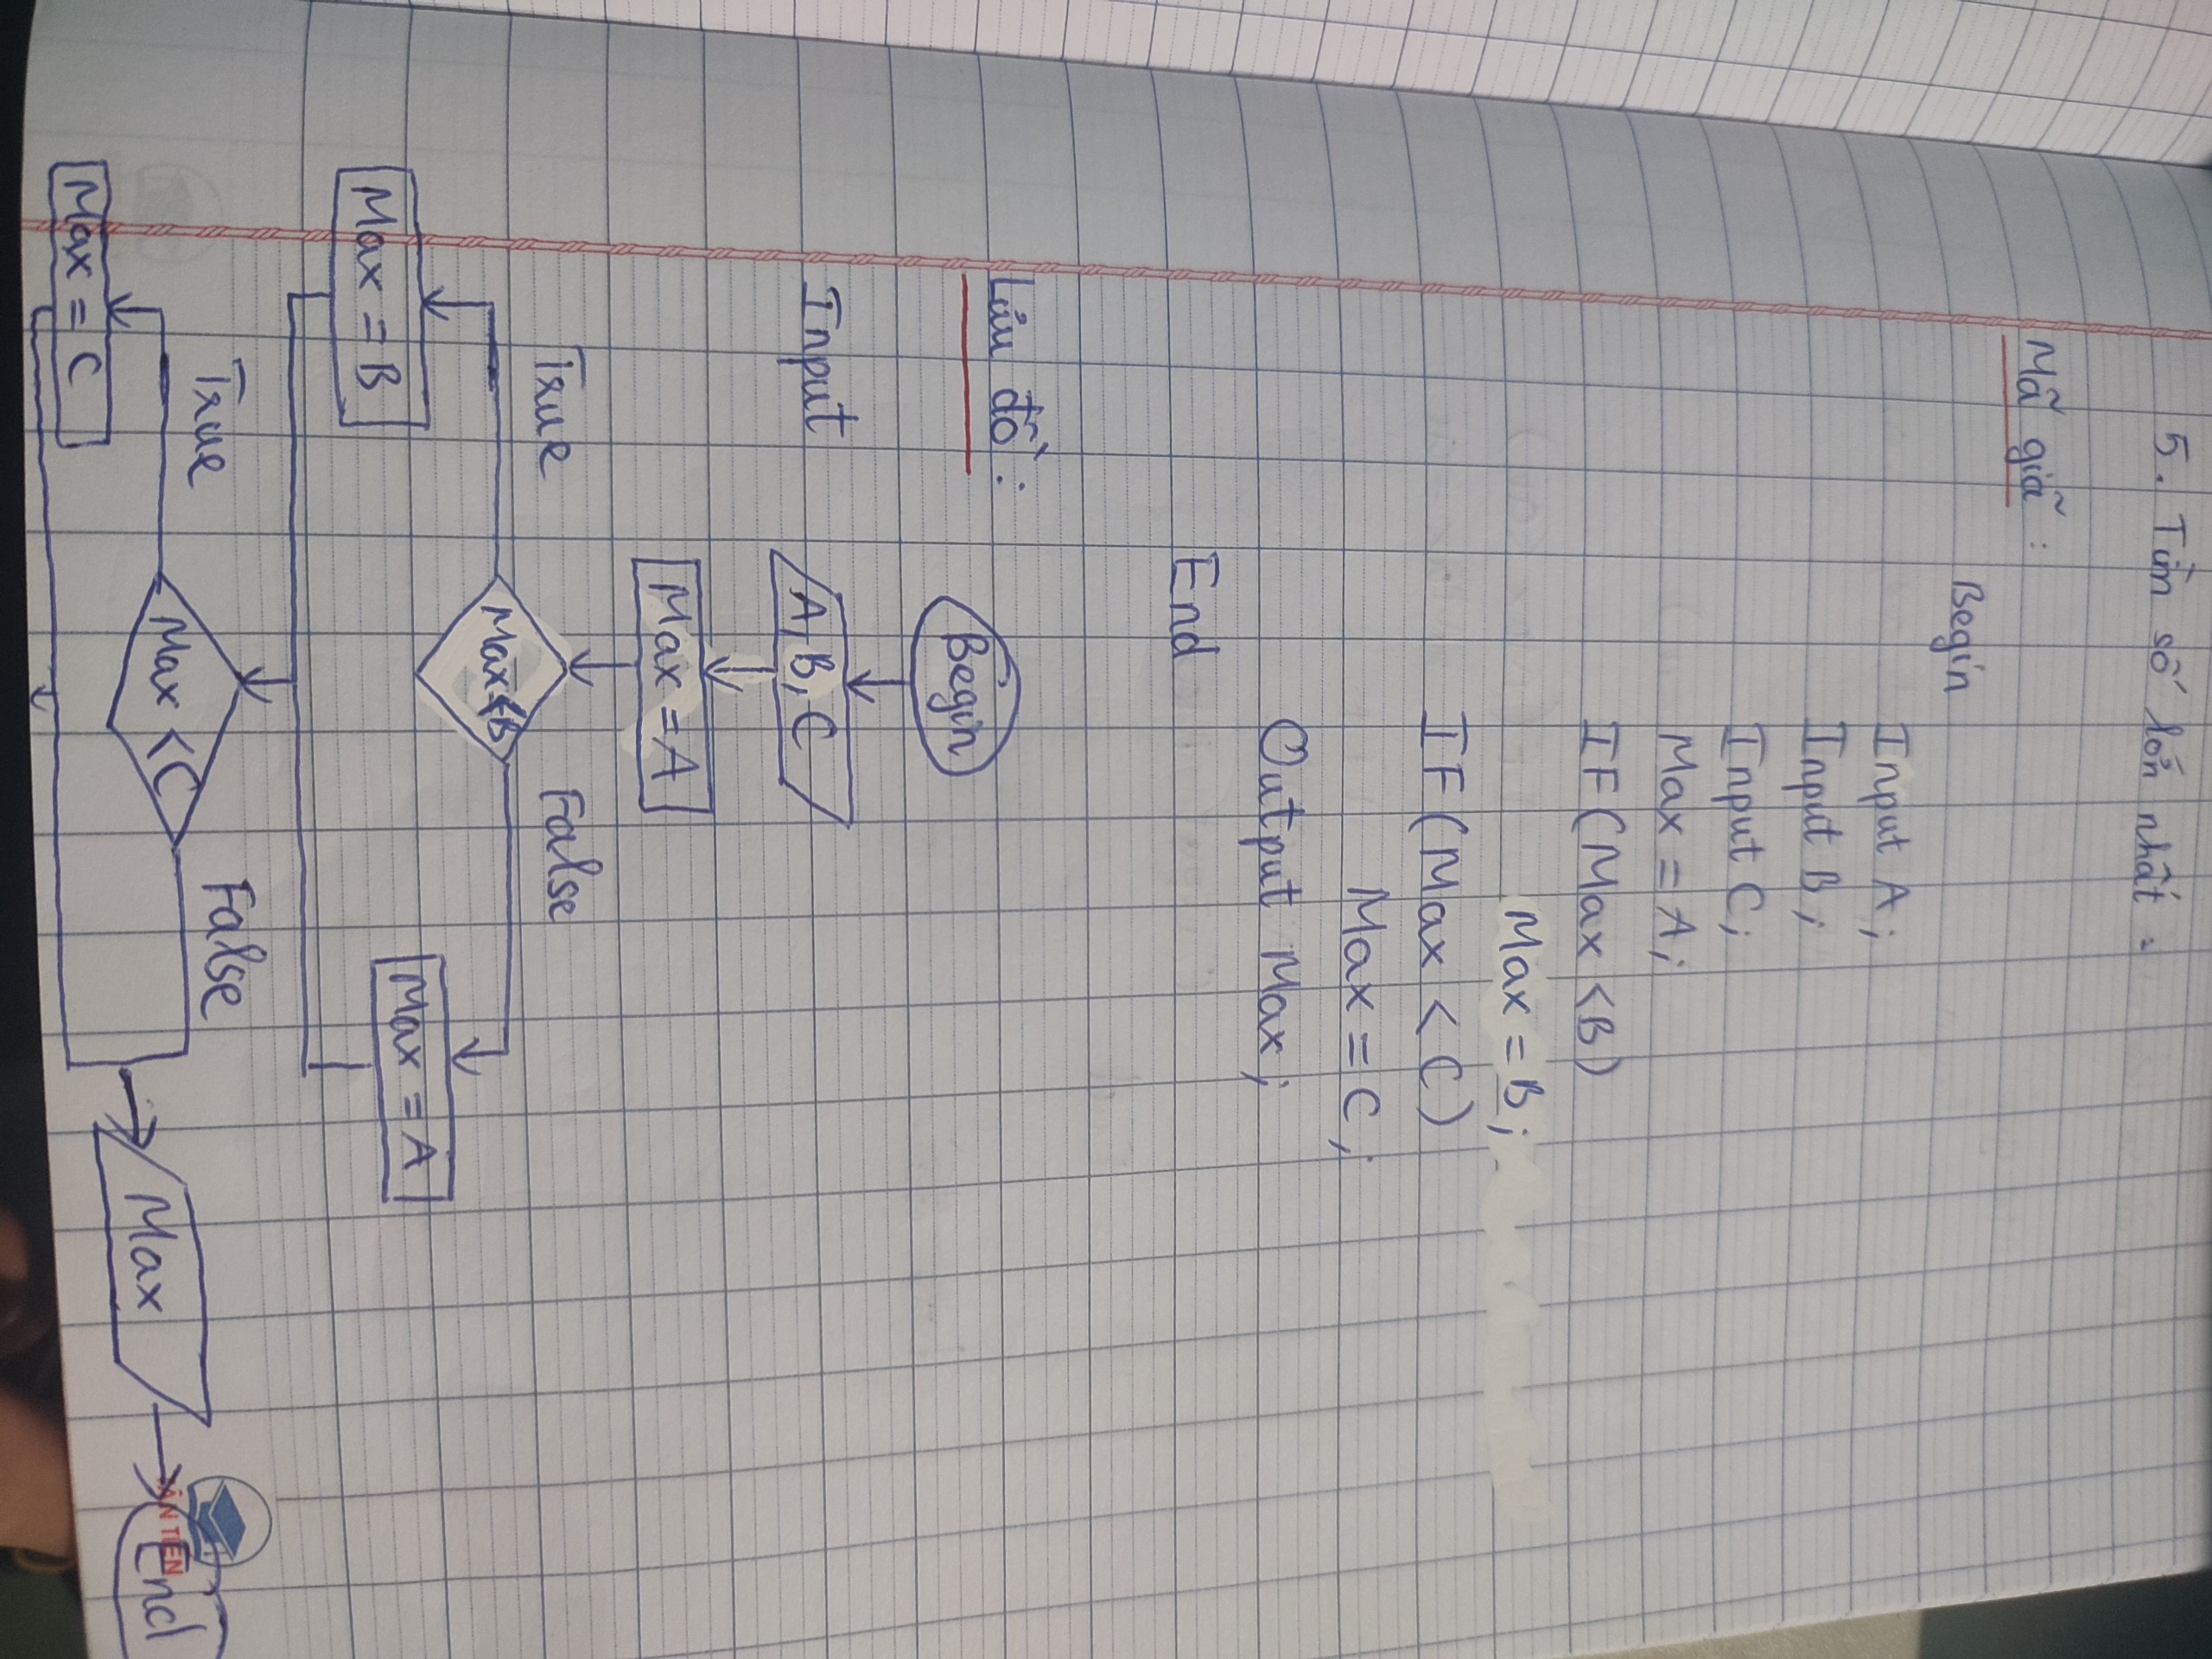 5. Tìm số lớn nhất :
Mã giả :
Begin
Input A;
Input B;
Input C;
Max = A;
IF (Max < B)
Max = B;
IF (Max < C)
Max = C;
Output Max;
End
Lưu đồ :
Begin
Input
A, B, C
Max = A
True
Max < B
False
Max = B
Max = A
True
Max < C
False
Max = C
Max
End
TIẾN